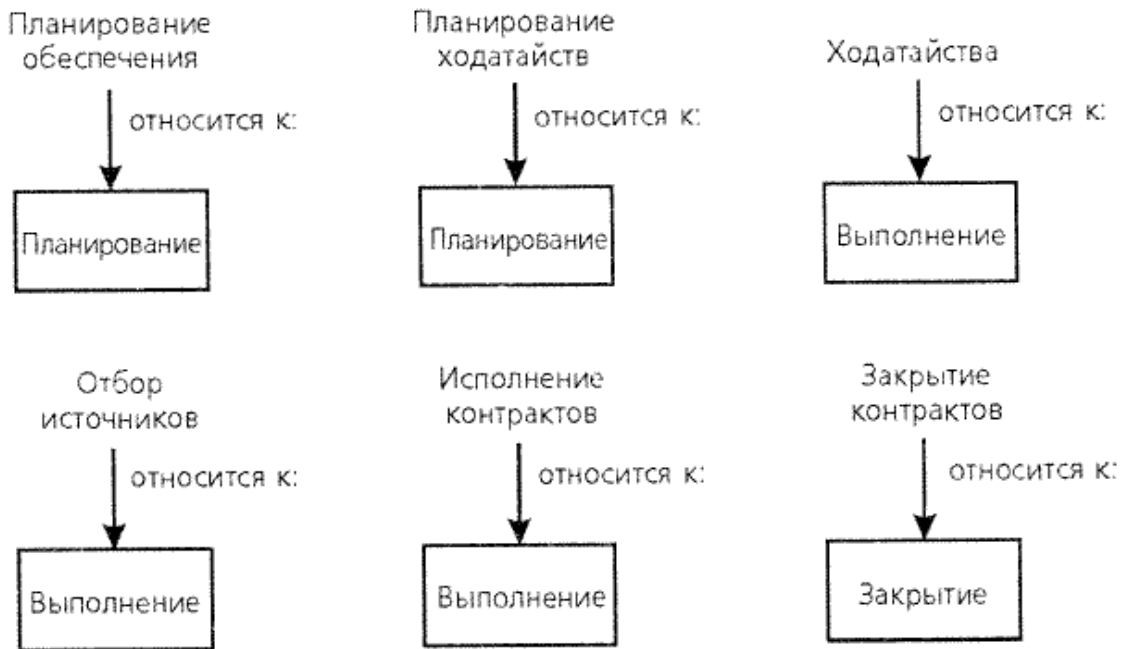 Планирование
обеспечения
относится к:
Планирование
Планирование
ходатайств
относится к:
Планирование
Ходатайства
относится к:
Выполнение
Отбор
источников
относится к:
Выполнение
Исполнение
контрактов
относится к:
Выполнение
Закрытие
контрактов
относится к:
Закрытие